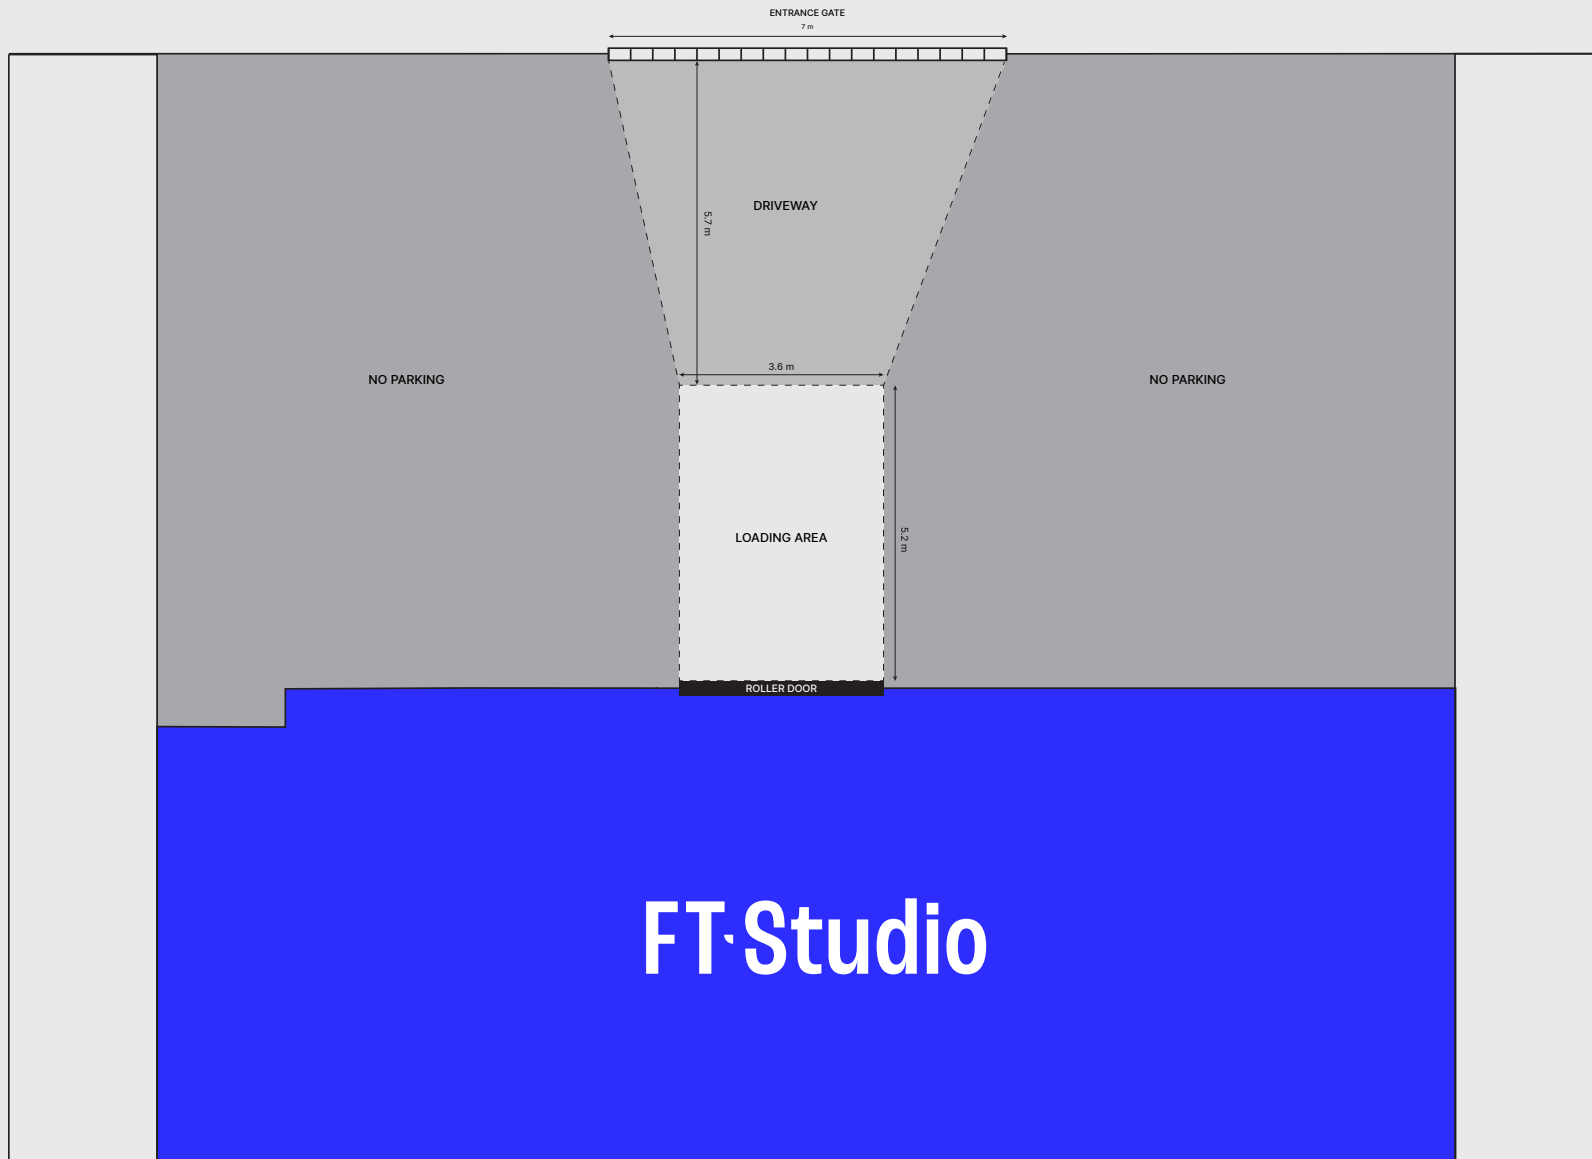 ENTRANCE GATE
7 m
DRIVEWAY
5.7 m
3.6 m
NO PARKING
NO PARKING
LOADING AREA
5.2 m
ROLLER DOOR
FT·Studio